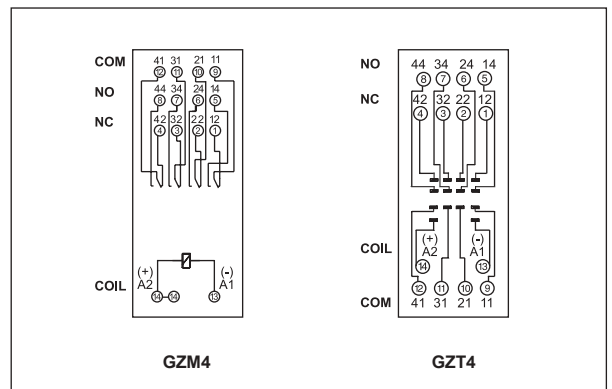 COM 41 31 21 11
12 11 10 9
NO 44 34 24 14
8 7 6 5
NC 42 32 22 12
4 3 2 1
(+) (-)
COIL A2 A1
14 14 13
GZM4
NO 44 34 24 14
8 7 6 5
NC 42 32 22 12
4 3 2 1
(+) (-)
COIL A2 A1
14 13
12 11 10 9
COM 41 31 21 11
GZT4